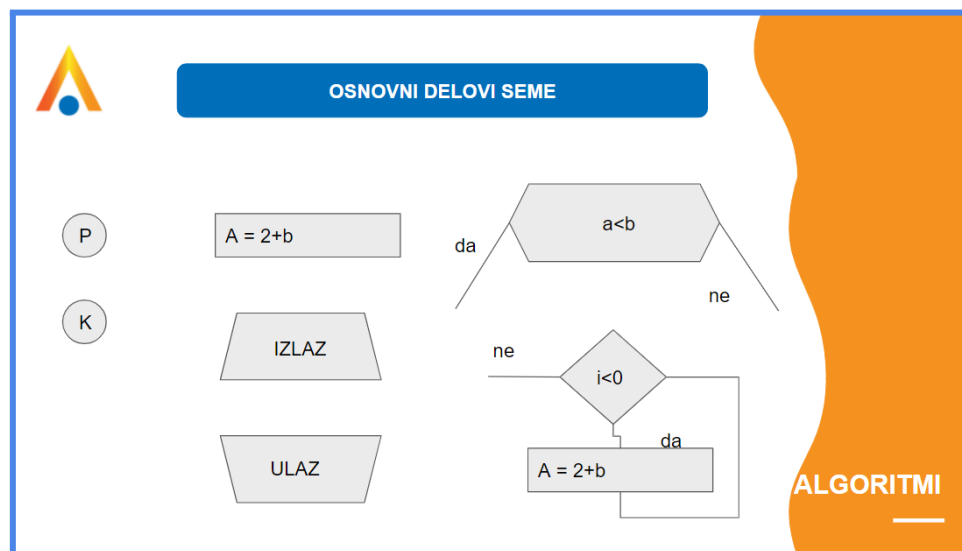 OSNOVNI DELOVI SEME
P
A = 2+b
a<b
da
ne
K
IZLAZ
ne
i<0
da
ULAZ
A = 2+b
ALGORITMI